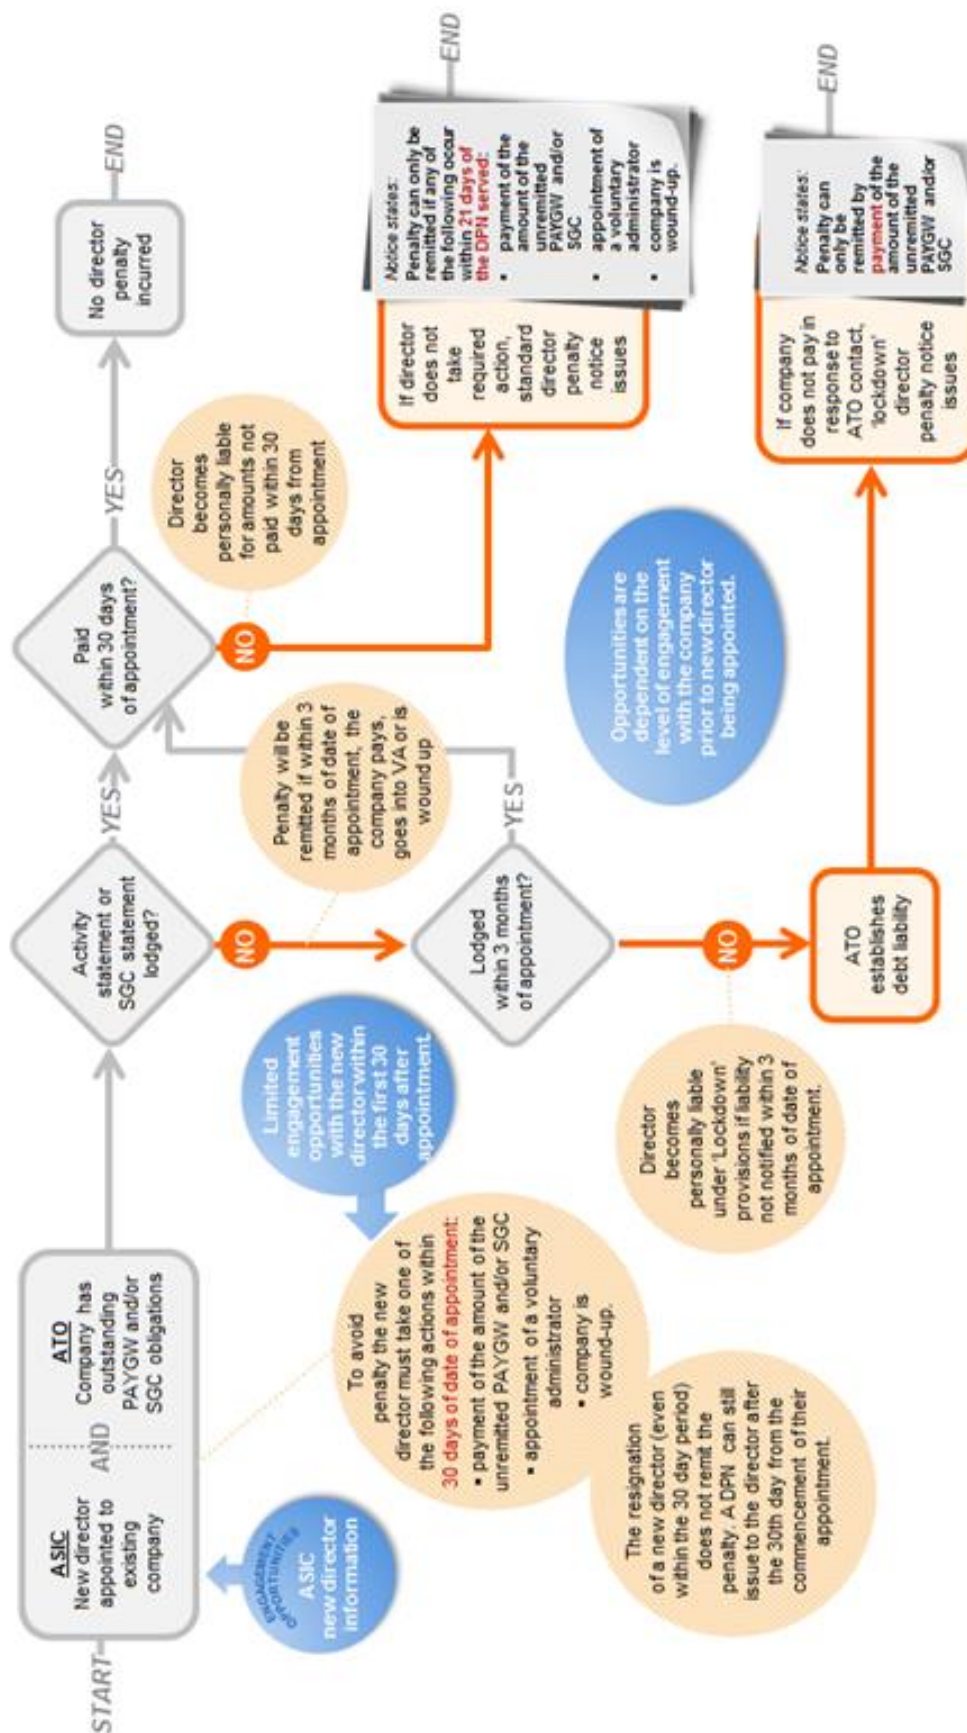 START
ASIC
New director
appointed to
existing
company
AND
ATO
Company has
outstanding
PAYGW and/or
SGC obligations
Activity
statement or
SGC statement
lodged?
YES
Paid
within 30 days
of appointment?
YES
No director
penalty
incurred
END
ENGAGEMENT
OPPORTUNITIES
ASIC
new director
information
To avoid
penalty the new
director must take one of
the following actions within
30 days of date of appointment:
▪ payment of the amount of the
unremitted PAYGW and/or SGC
▪ appointment of a voluntary
administrator
▪ company is
wound-up.
Limited
engagement
opportunities
with the new
director within
the first 30
days after
appointment.
NO
Penalty will be
remitted if within 3
months of date of
appointment, the
company pays,
goes into VA or is
wound up
NO
Director
becomes
personally liable
for amounts not
paid within 30
days from
appointment
The resignation
of a new director (even
within the 30 day period)
does not remit the
penalty. A DPN can still
issue to the director after
the 30th day from the
commencement of their
appointment.
Lodged
within 3 months
of appointment?
YES
If director
does not
take
required
action,
standard
director
penalty
notice
issues
Notice states:
Penalty can only be
remitted if any of
the following occur
within 21 days of
the DPN served:
▪ payment of the
amount of the
unremitted
PAYGW and/or
SGC
▪ appointment of
a voluntary
administrator
▪ company is
wound-up.
END
Director
becomes
personally liable
under 'Lockdown'
provisions if liability
not notified within 3
months of date of
appointment.
NO
Opportunities are
dependent on the
level of engagement
with the company
prior to new director
being appointed.
ATO
establishes
debt liability
If company
does not pay in
response to
ATO contact,
'lockdown'
director
penalty notice
issues
Notice states:
Penalty can
only be
remitted by
payment of the
amount of the
unremitted
PAYGW and/or
SGC
END